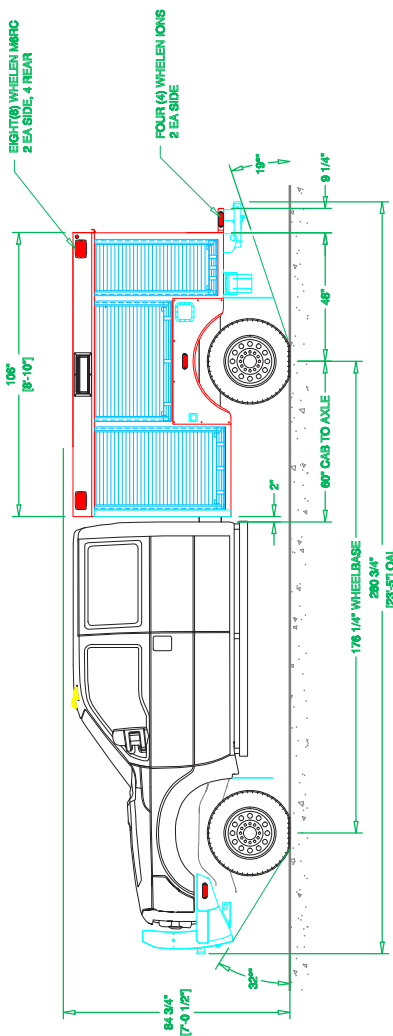 EIGHT(8) WHELEN M6RC
2 EA SIDE, 4 REAR
FOUR (4) WHELEN IONS
2 EA SIDE
106"
[8'-10"]
19°
9 1/4"
48"
60" CAB TO AXLE
2"
176 1/4" WHEELBASE
280 3/4"
[23'-5"] OAL
32°
84 3/4"
[7'-0 1/2"]